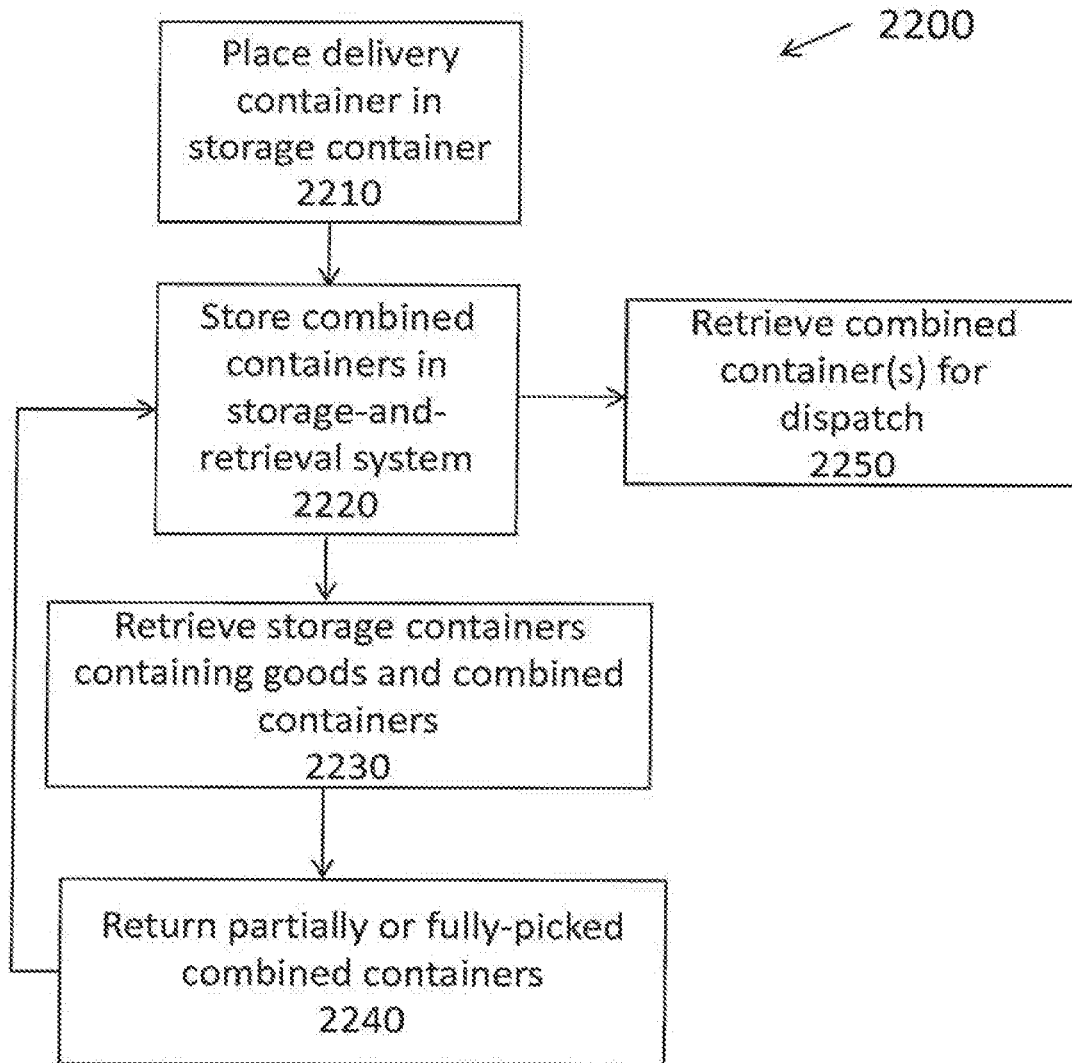 2200
Place delivery
container in
storage container
2210
Store combined
containers in
storage-and-
retrieval system
2220
Retrieve combined
container(s) for
dispatch
2250
Retrieve storage containers
containing goods and combined
containers
2230
Return partially or fully-picked
combined containers
2240